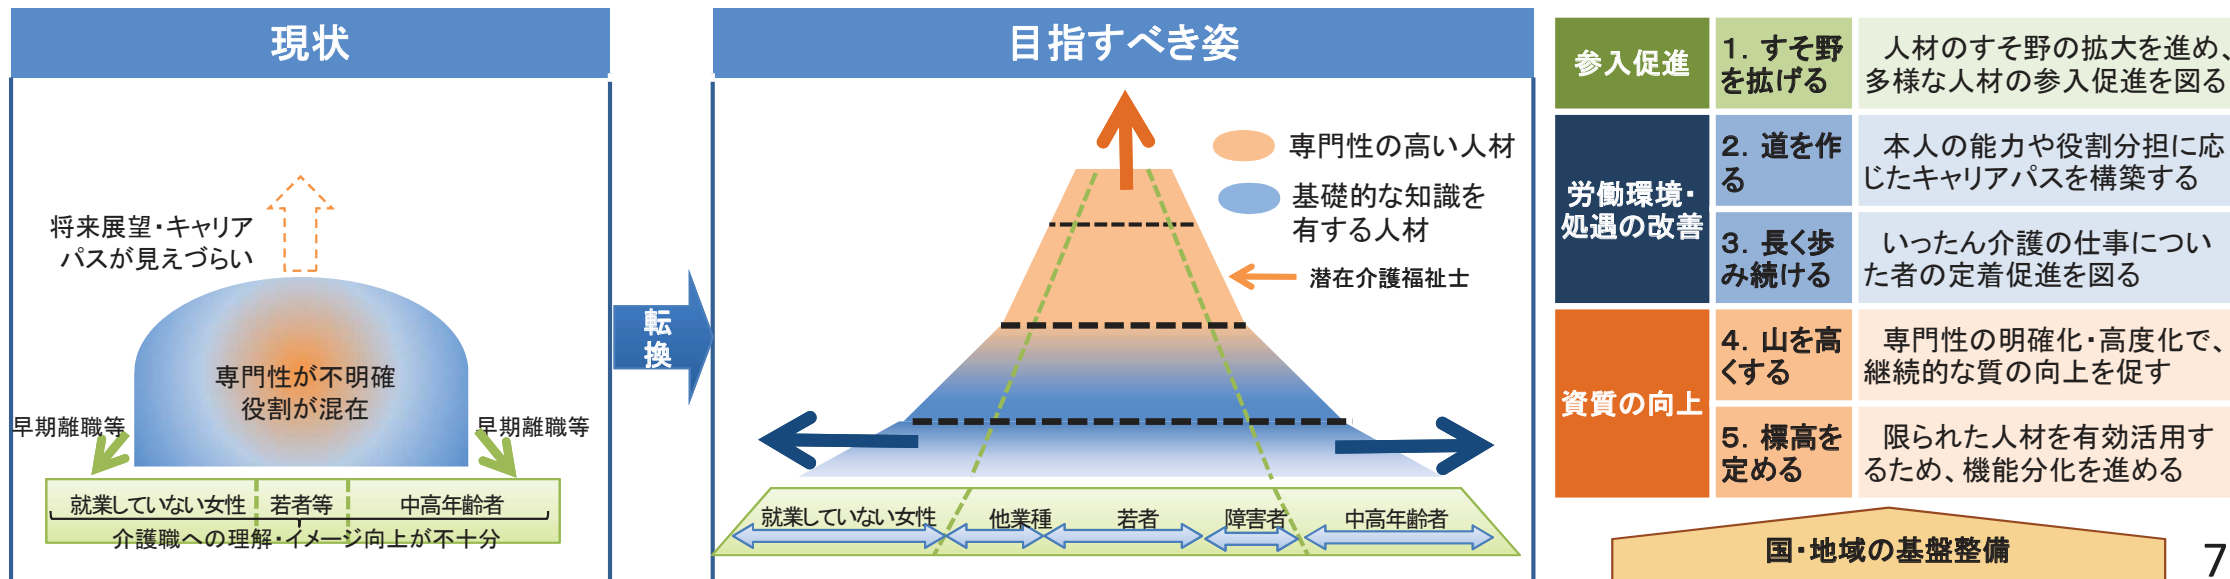 現状
将来展望・キャリア
パスが見えづらい
専門性が不明確
役割が混在
早期離職等
早期離職等
就業していない女性
若者等
中高年齢者
介護職への理解・イメージ向上が不十分
転
換
目指すべき姿
専門性の高い人材
基礎的な知識を
有する人材
潜在介護福祉士
就業していない女性
他業種
若者
障害者
中高年齢者
参入促進
1．すそ野
を拡げる
人材のすそ野の拡大を進め、
多様な人材の参入促進を図る
労働環境・
処遇の改善
2．道を作
る
本人の能力や役割分担に応
じたキャリアパスを構築する
3．長く歩
み続ける
いったん介護の仕事につい
た者の定着促進を図る
資質の向上
4．山を高
くする
専門性の明確化・高度化で、
継続的な質の向上を促す
5．標高を
定める
限られた人材を有効活用す
るため、機能分化を進める
国・地域の基盤整備
7